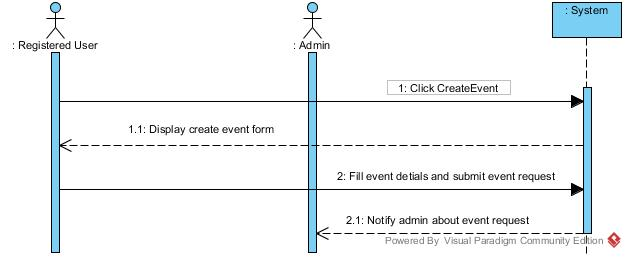 : System
: Registered User
: Admin
1: Click CreateEvent
1.1: Display create event form
2: Fill event detials and submit event request
2.1: Notify admin about event request
Powered By Visual Paradigm Community Edition